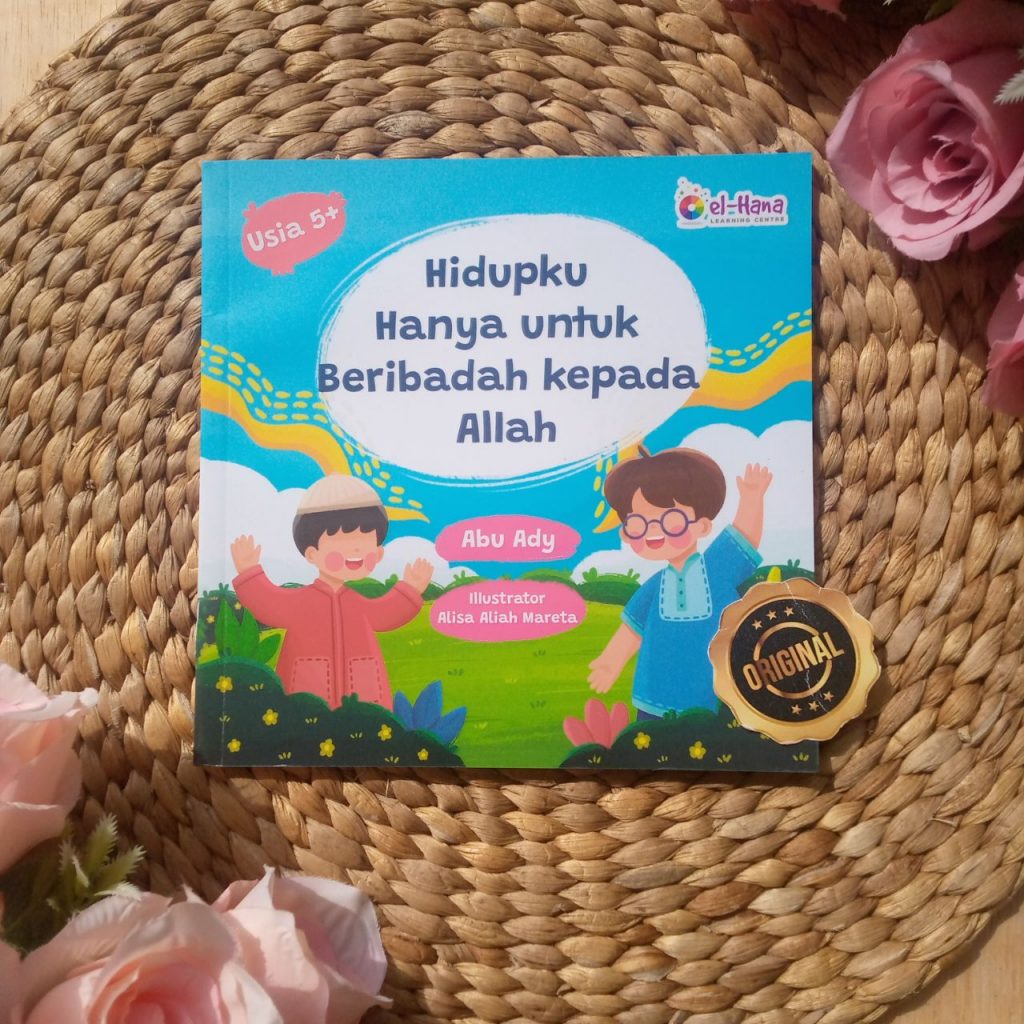 Usia 5+
el-Hana
LEARNING CENTRE
Hidupku
Hanya untuk
Beribadah kepada
Allah
Abu Ady
Illustrator
Alisa Aliah Mareta
ORIGINAL